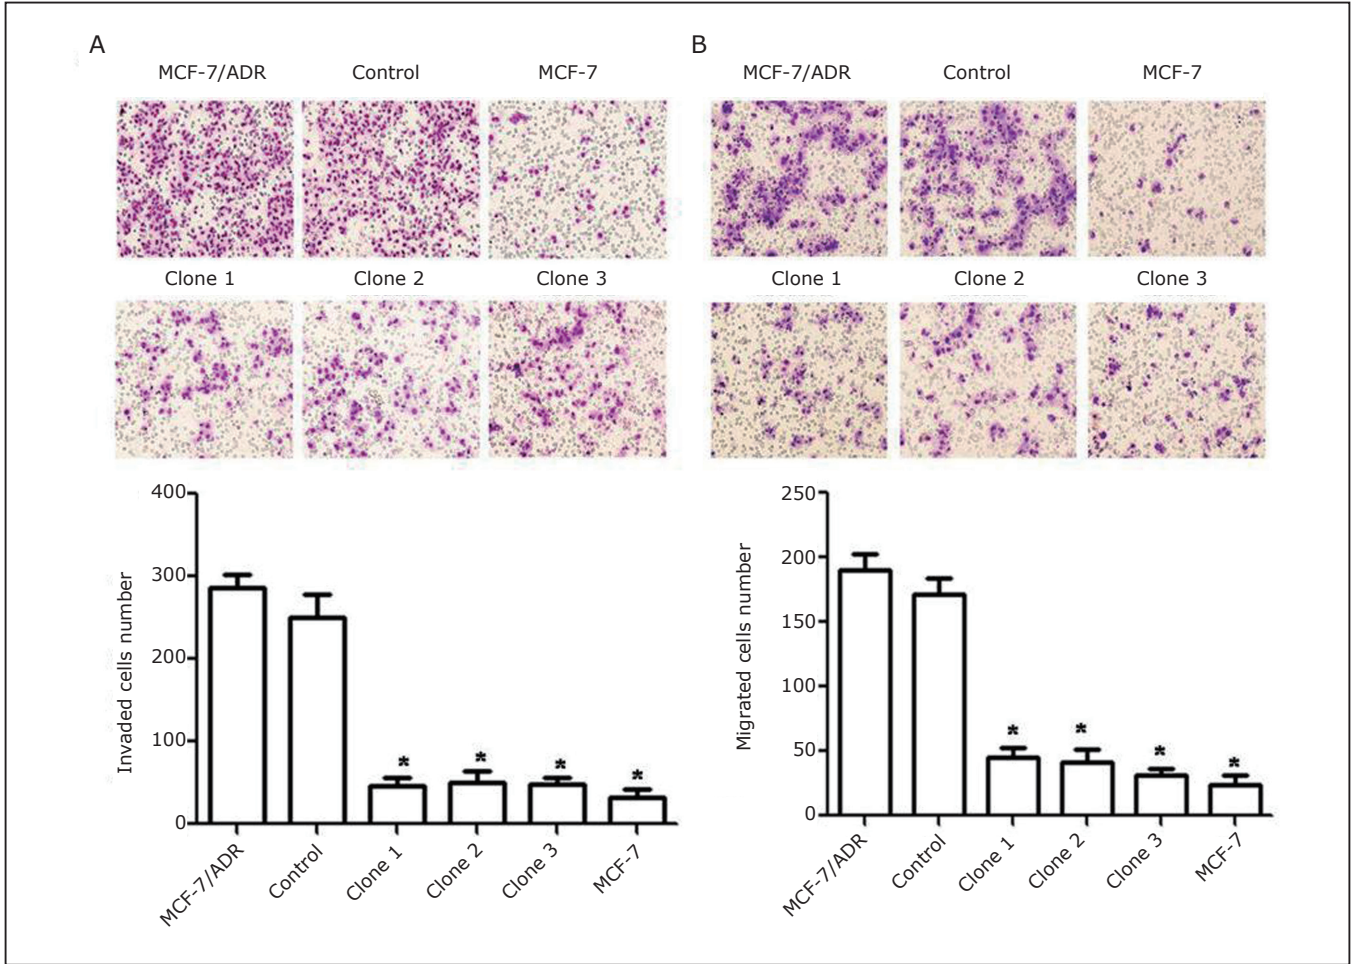 A
MCF-7/ADR Control MCF-7
Clone 1 Clone 2 Clone 3
400
300
200
100
0
Invaded cells number
* * * *
MCF-7/ADR Control Clone 1 Clone 2 Clone 3 MCF-7
B
MCF-7/ADR Control MCF-7
Clone 1 Clone 2 Clone 3
250
200
150
100
50
0
Migrated cells number
* * * *
MCF-7/ADR Control Clone 1 Clone 2 Clone 3 MCF-7